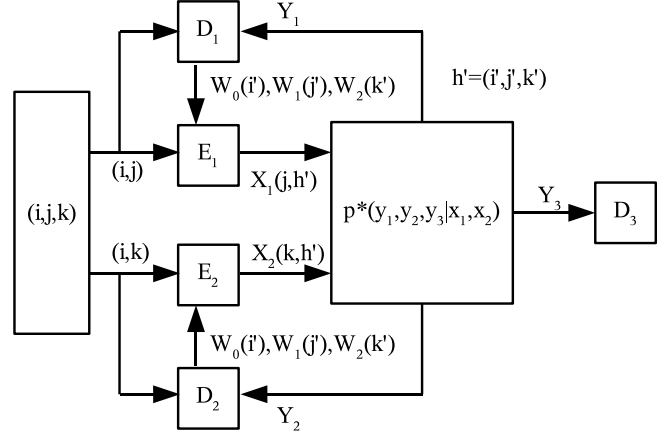 D₁
Y₁
W₀(i'),W₁(j'),W₂(k')
h'=(i',j',k')
(i,j)
E₁
X₁(j,h')
(i,j,k)
p*(y₁,y₂,y₃|x₁,x₂)
Y₃
D₃
(i,k)
E₂
X₂(k,h')
W₀(i'),W₁(j'),W₂(k')
D₂
Y₂